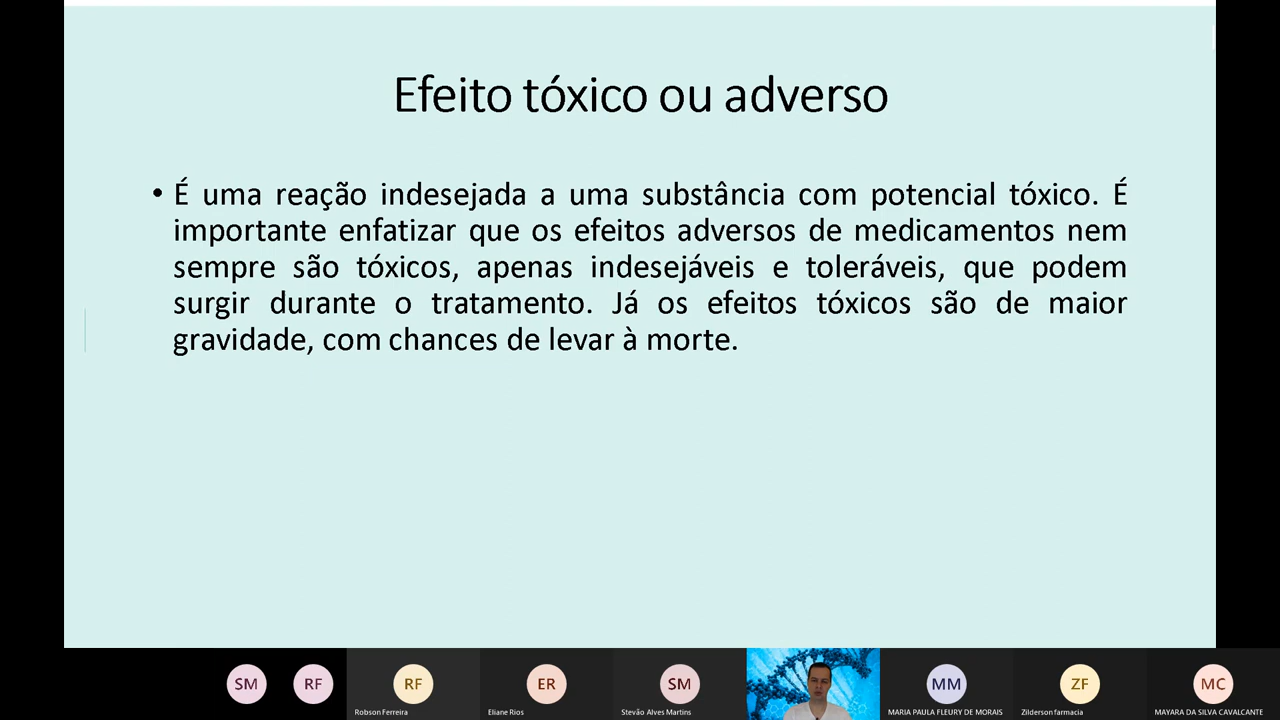 Efeito tóxico ou adverso
• É uma reação indesejada a uma substância com potencial tóxico. É
importante enfatizar que os efeitos adversos de medicamentos nem
sempre são tóxicos, apenas indesejáveis e toleráveis, que podem
surgir durante o tratamento. Já os efeitos tóxicos são de maior
gravidade, com chances de levar à morte.
SM RF RF ER SM MM ZF MC
Robson Ferreira Eliane Rios Stevão Alves Martins MARIA PAULA FLEURY DE MORAIS Zilderson farmacia MAYARA DA SILVA CAVALCANTE